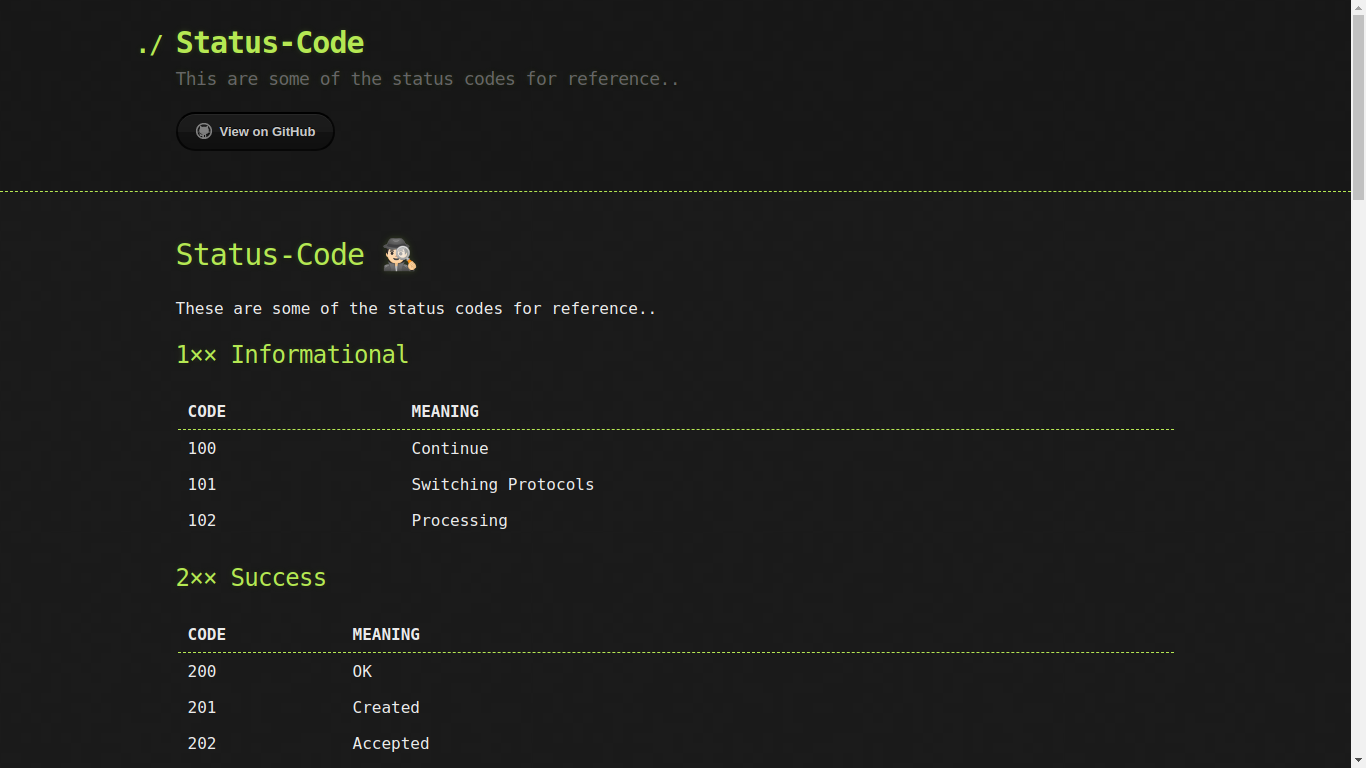 ./ Status-Code
This are some of the status codes for reference..
View on GitHub
Status-Code 🕵🏻‍♂️
These are some of the status codes for reference..
1×× Informational
CODE MEANING
100 Continue
101 Switching Protocols
102 Processing
2×× Success
CODE MEANING
200 OK
201 Created
202 Accepted